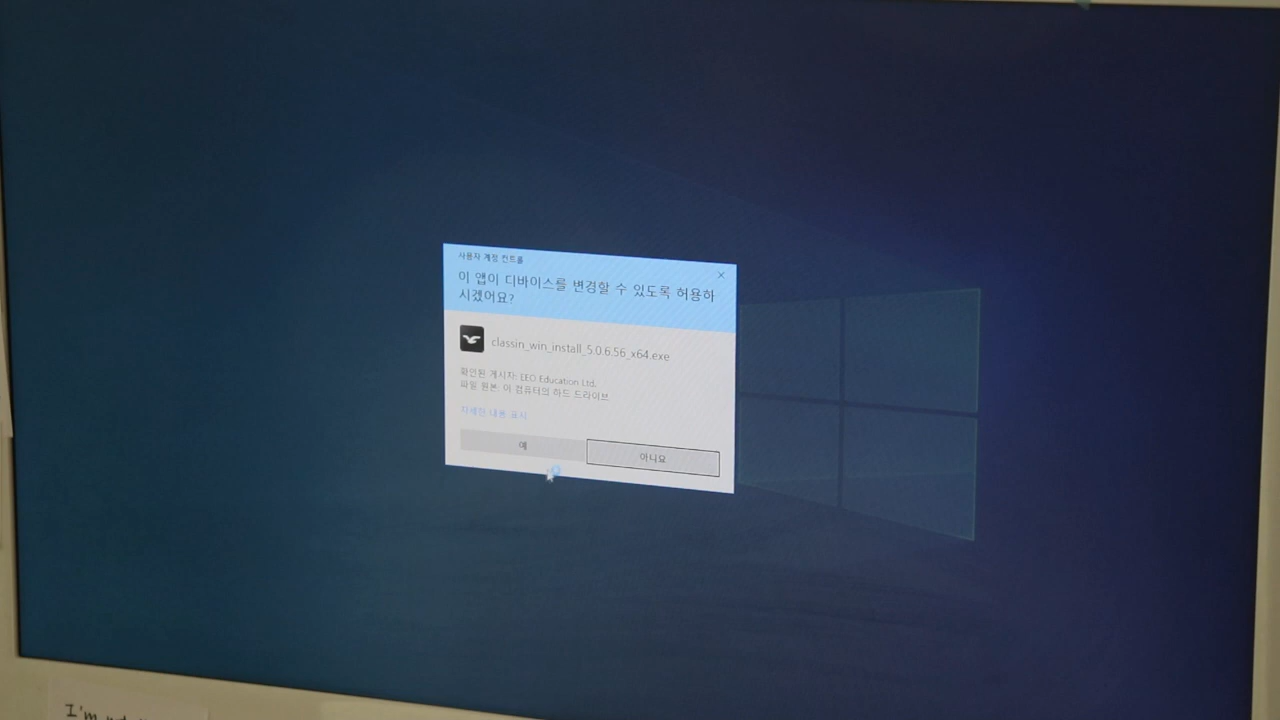 사용자 계정 컨트롤
이 앱이 디바이스를 변경할 수 있도록 허용하
시겠어요?
classin_win_install_5.0.6.56_x64.exe
확인된 게시자: EEO Education Ltd.
파일 원본: 이 컴퓨터의 하드 드라이브
자세한 내용 표시
예
아니요
I'm